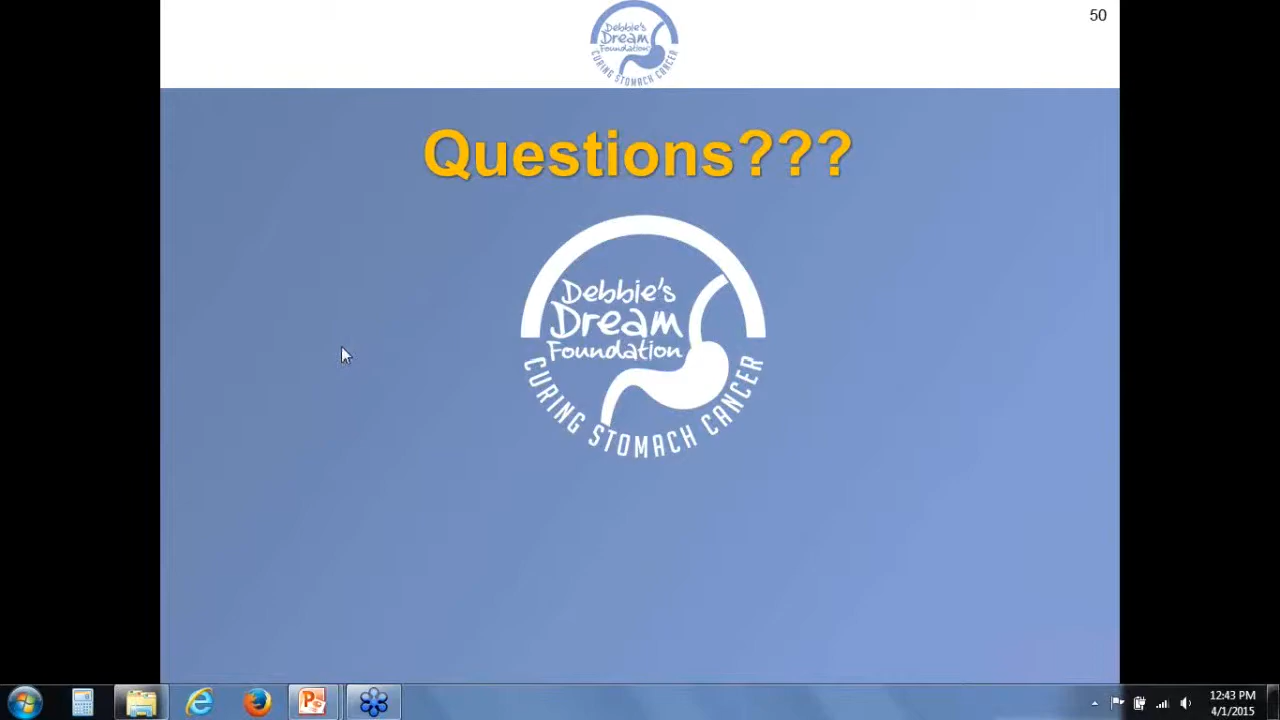 Debbie's
Dream
Foundation
CURING STOMACH CANCER
50
Questions???
Debbie's
Dream
Foundation
CURING STOMACH CANCER
12:43 PM
4/1/2015